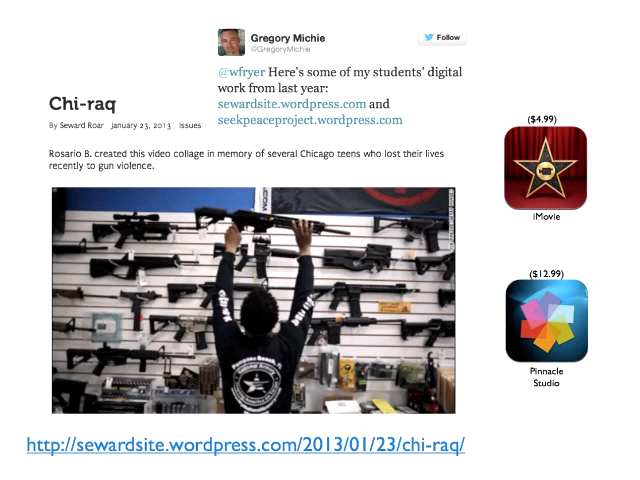 Gregory Michie
@GregoryMichie
Follow
@wfryer Here's some of my students' digital
work from last year:
sewardsite.wordpress.com and
seekpeaceproject.wordpress.com
Chi-raq
By Seward Roar January 23, 2013 Issues
Rosario B. created this video collage in memory of several Chicago teens who lost their lives
recently to gun violence.
($4.99)
iMovie
($12.99)
Pinnacle
Studio
http://sewardsite.wordpress.com/2013/01/23/chi-raq/